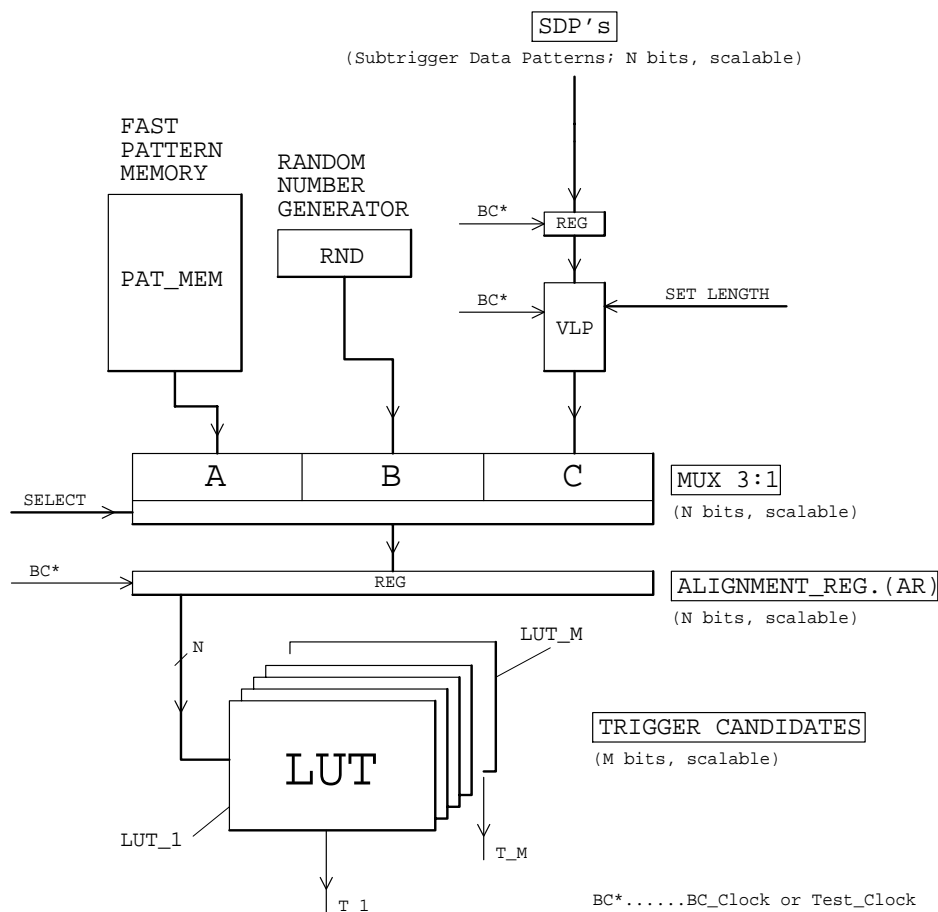 SDP's
(Subtrigger Data Patterns; N bits, scalable)
FAST
PATTERN
MEMORY
RANDOM
NUMBER
GENERATOR
BC*
REG
RND
PAT_MEM
BC*
SET LENGTH
VLP
A
B
C
MUX 3:1
SELECT
(N bits, scalable)
BC*
REG
ALIGNMENT_REG.(AR)
(N bits, scalable)
N
LUT_M
TRIGGER CANDIDATES
(M bits, scalable)
LUT
LUT_1
T_M
T_1
BC*......BC_Clock or Test_Clock